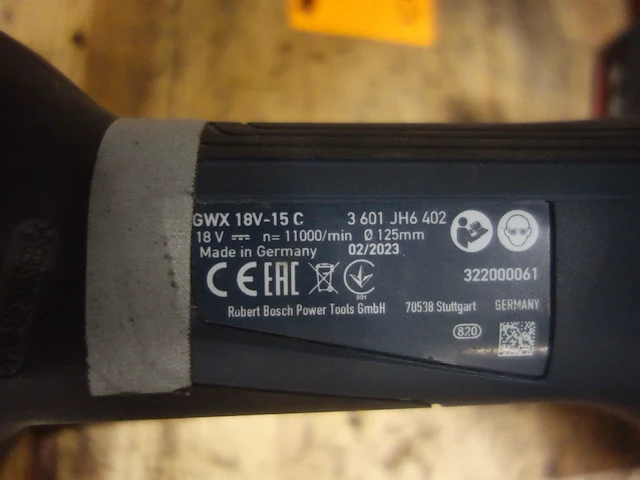 GWX 18V-15 C 3 601 JH6 402
18 V n= 11000/min Ø 125mm
Made in Germany 02/2023
322000061
CE EAC
001
Robert Bosch Power Tools GmbH 70538 Stuttgart GERMANY
820